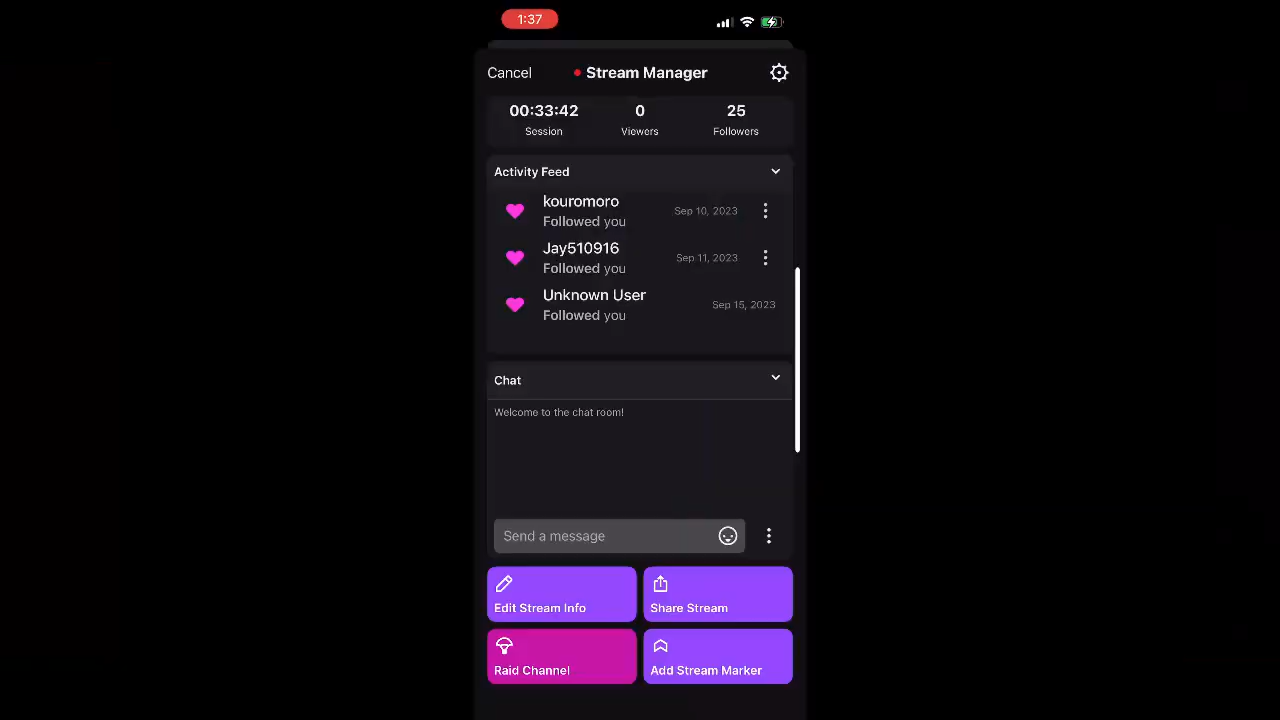 1:37
Cancel
Stream Manager
00:33:42
0
25
Session
Viewers
Followers
Activity Feed
kouromoro
Followed you
Sep 10, 2023
Jay510916
Followed you
Sep 11, 2023
Unknown User
Followed you
Sep 15, 2023
Chat
Welcome to the chat room!
Send a message
Edit Stream Info
Share Stream
Raid Channel
Add Stream Marker